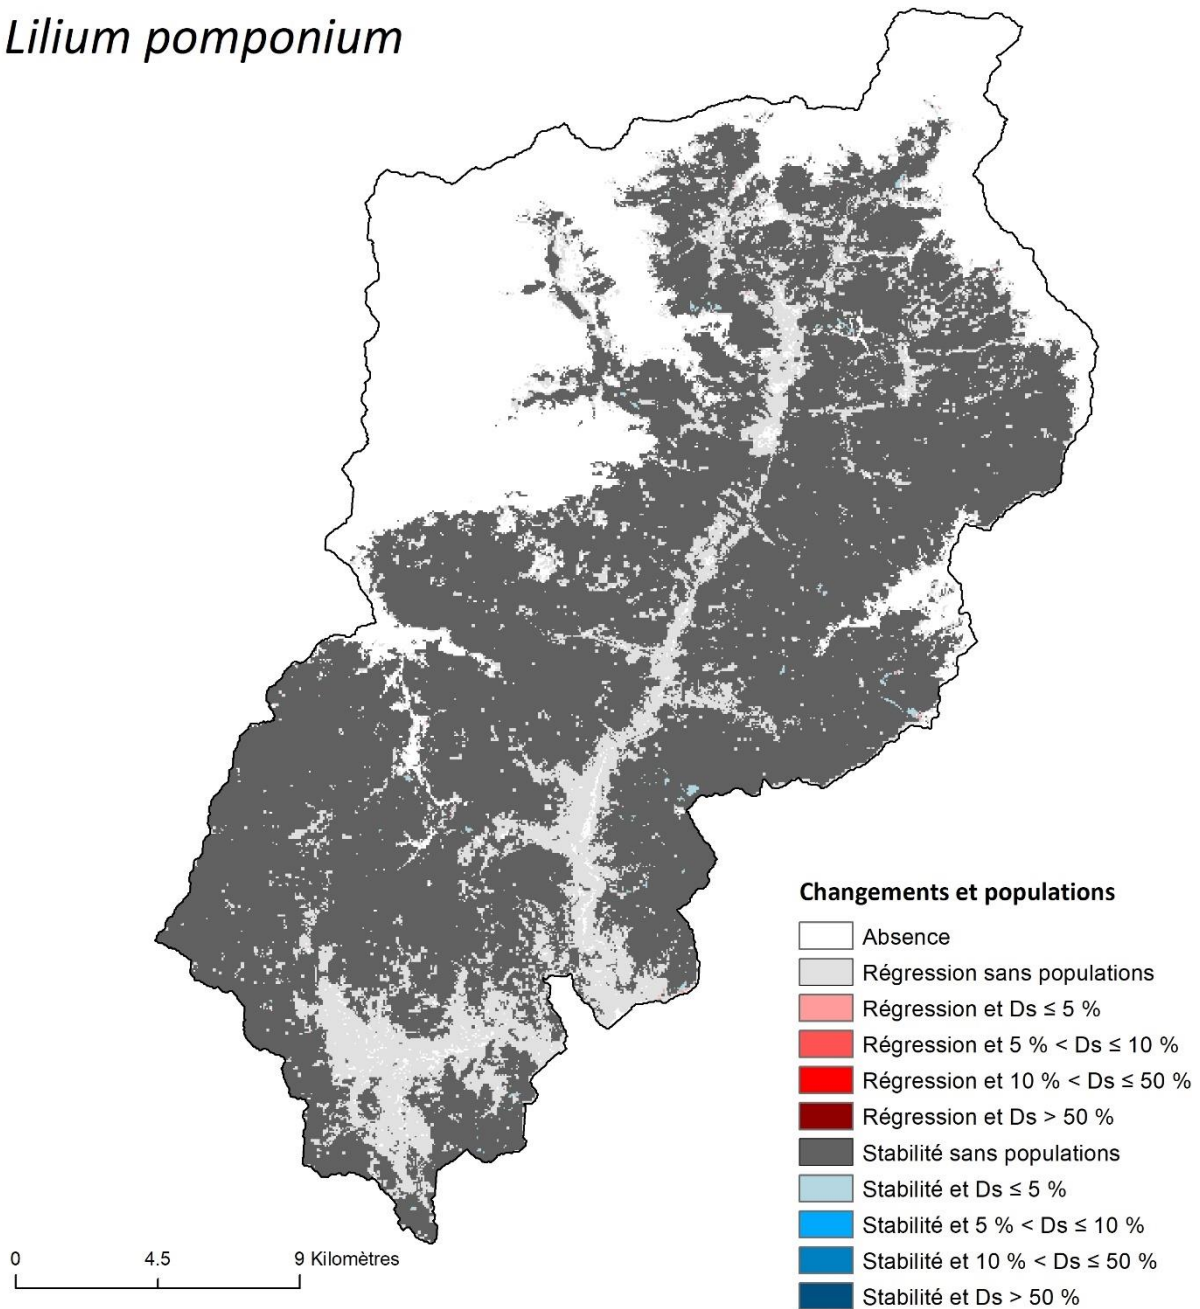 Lilium pomponium
Changements et populations
Absence
Régression sans populations
Régression et Ds ≤ 5 %
Régression et 5 % < Ds ≤ 10 %
Régression et 10 % < Ds ≤ 50 %
Régression et Ds > 50 %
Stabilité sans populations
Stabilité et Ds ≤ 5 %
Stabilité et 5 % < Ds ≤ 10 %
Stabilité et 10 % < Ds ≤ 50 %
Stabilité et Ds > 50 %
0 4.5 9 Kilomètres